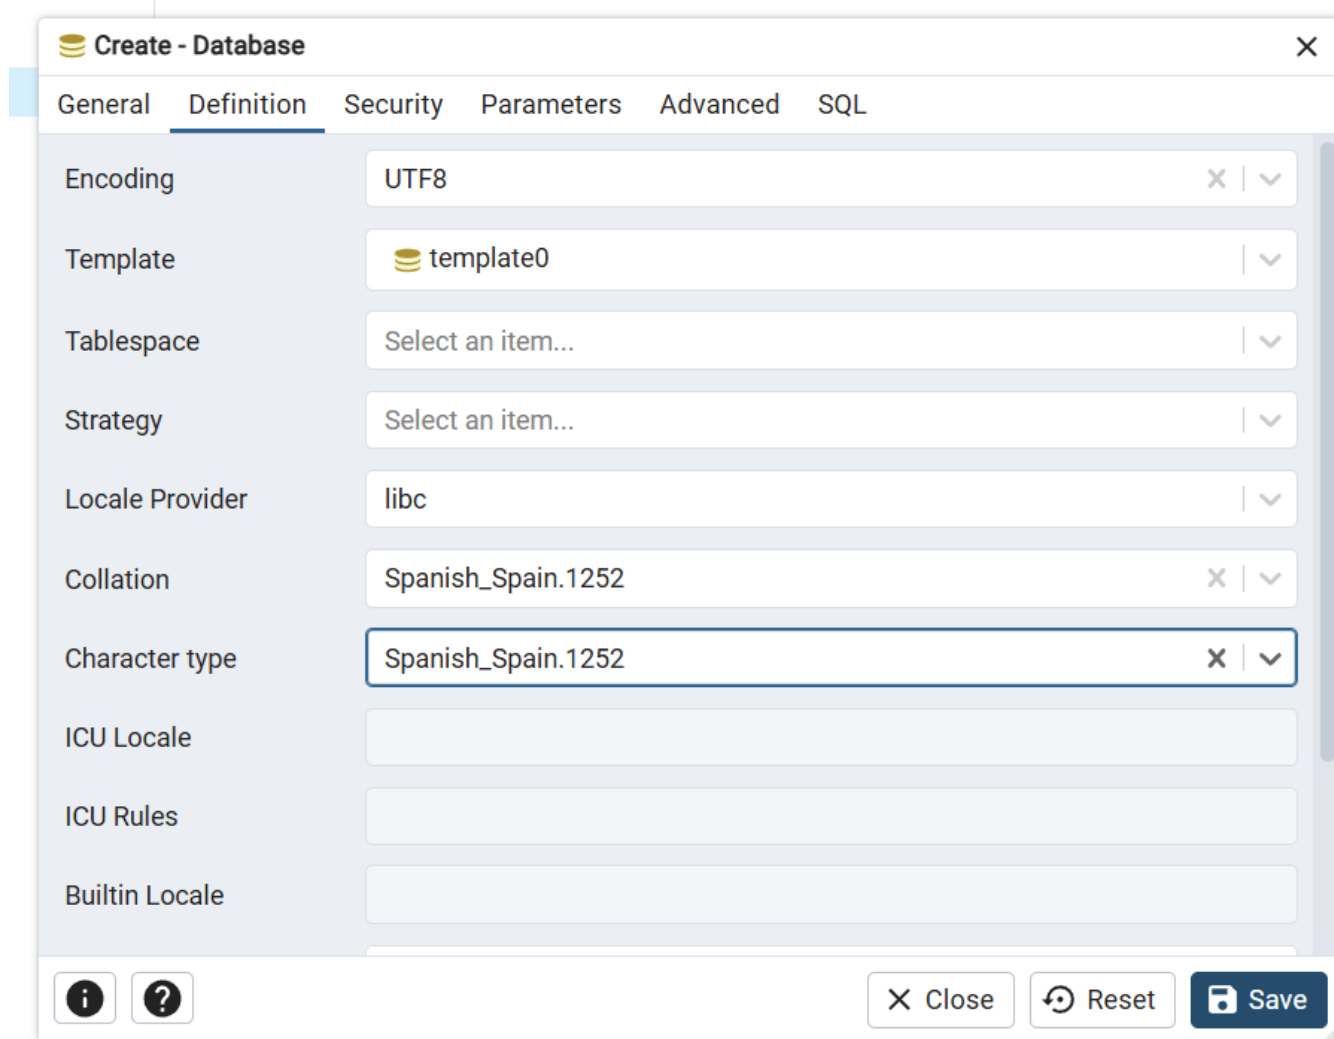 Create - Database
General Definition Security Parameters Advanced SQL
Encoding UTF8
Template template0
Tablespace Select an item...
Strategy Select an item...
Locale Provider libc
Collation Spanish_Spain.1252
Character type Spanish_Spain.1252
ICU Locale
ICU Rules
Builtin Locale
Close Reset Save